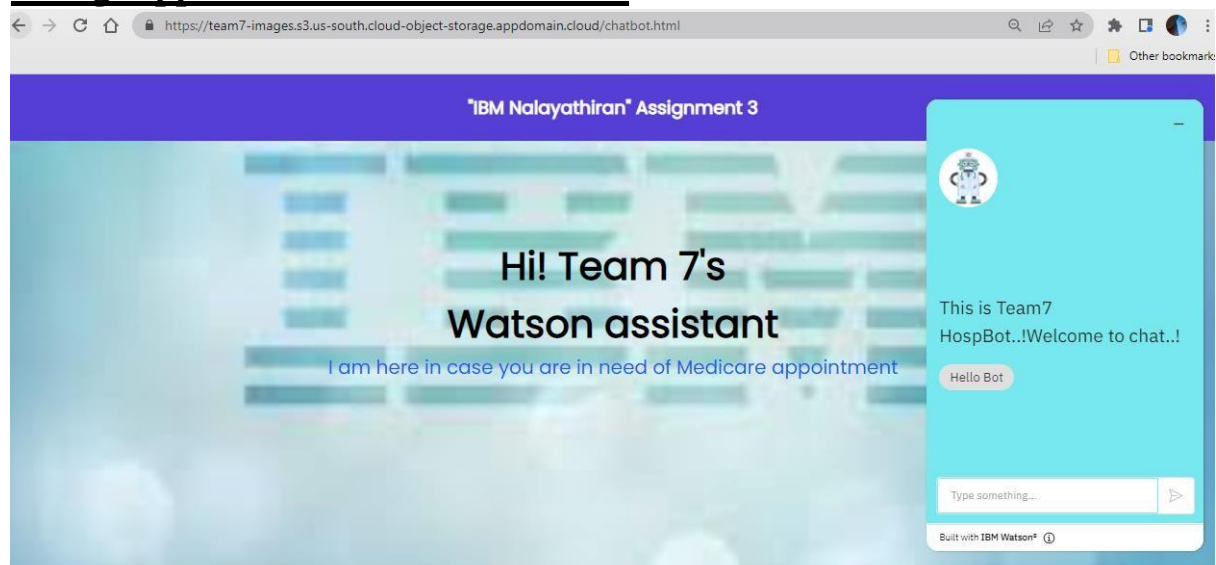 https://team7-images.s3.us-south.cloud-object-storage.appdomain.cloud/chatbot.html
Other bookmarks
"IBM Nalayathiran" Assignment 3
IBM
Hi! Team 7's
Watson assistant
I am here in case you are in need of Medicare appointment
This is Team7
HospBot..!Welcome to chat..!
Hello Bot
Type something...
Built with IBM Watson®